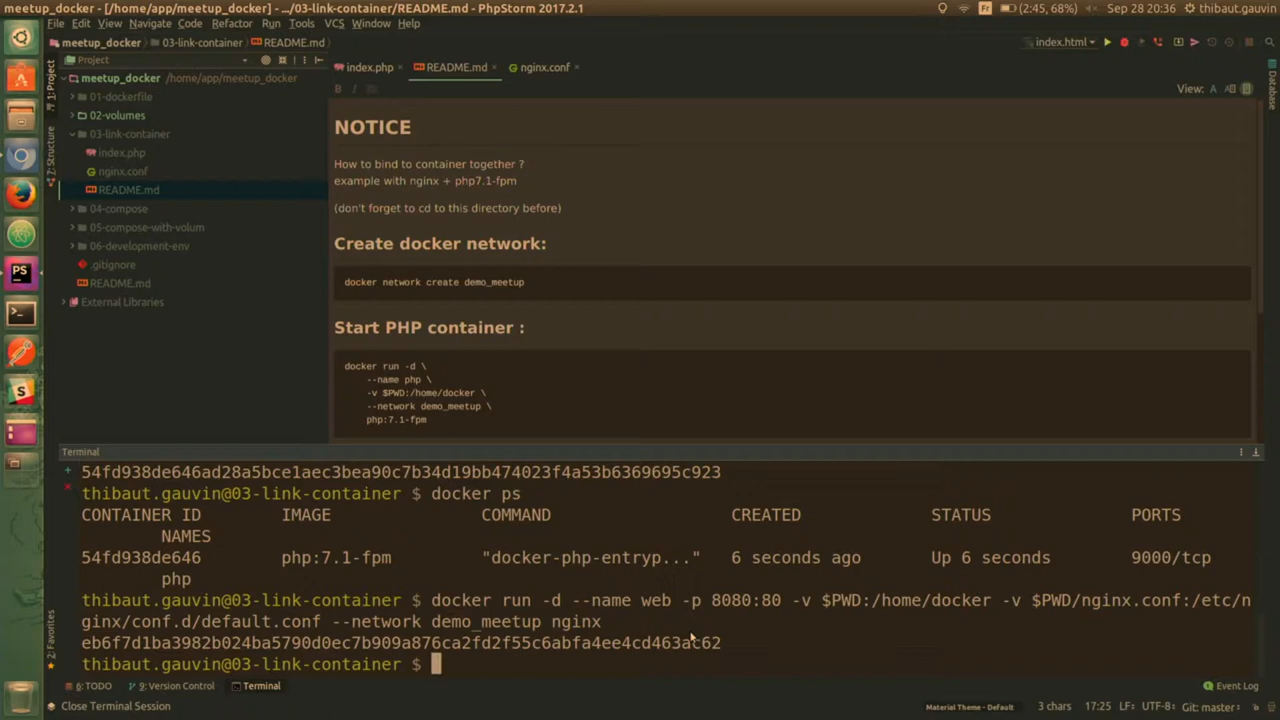 meetup_docker (/home/app/meetup_docker) - .../03-link-container/README.md - PhpStorm 2017.2.1
Fr (2:45, 68%) Sep 28 20:36 thibaut.gauvin
File Edit View Navigate Code Refactor Run Tools VCS Window Help
meetup_docker 03-link-container README.md index.html
1: Project
Project
index.php README.md nginx.conf
meetup_docker /home/app/meetup_docker
B I View: A
01-dockerfile
02-volumes
03-link-container
index.php
nginx.conf
README.md
04-compose
05-compose-with-volum
06-development-env
.gitignore
README.md
External Libraries
7: Structure
Database
NOTICE
How to bind to container together ?
example with nginx + php7.1-fpm
(don't forget to cd to this directory before)
Create docker network:
docker network create demo_meetup
Start PHP container :
docker run -d \
--name php \
-v $PWD:/home/docker \
--network demo_meetup \
php:7.1-fpm
Terminal
54fd938de646ad28a5bce1aec3bea90c7b34d19bb474023f4a53b6369695c923
thibaut.gauvin@03-link-container $ docker ps
CONTAINER ID IMAGE COMMAND CREATED STATUS PORTS
NAMES
54fd938de646 php:7.1-fpm "docker-php-entryp..." 6 seconds ago Up 6 seconds 9000/tcp
php
thibaut.gauvin@03-link-container $ docker run -d --name web -p 8080:80 -v $PWD:/home/docker -v $PWD/nginx.conf:/etc/n
ginx/conf.d/default.conf --network demo_meetup nginx
eb6f7d1ba3982b024ba5790d0ec7b909a876ca2fd2f55c6abfa4ee4cd463ac62
thibaut.gauvin@03-link-container $
2: Favorites
6: TODO 9: Version Control Terminal Event Log
Close Terminal Session Material Theme - Default 3 chars 17:25 LF÷ UTF-8÷ Git: master÷